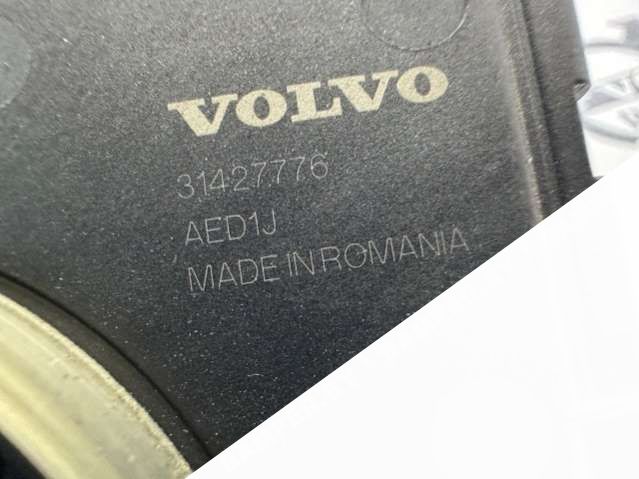 VOLVO
31427776
AED1J
MADE IN ROMANIA